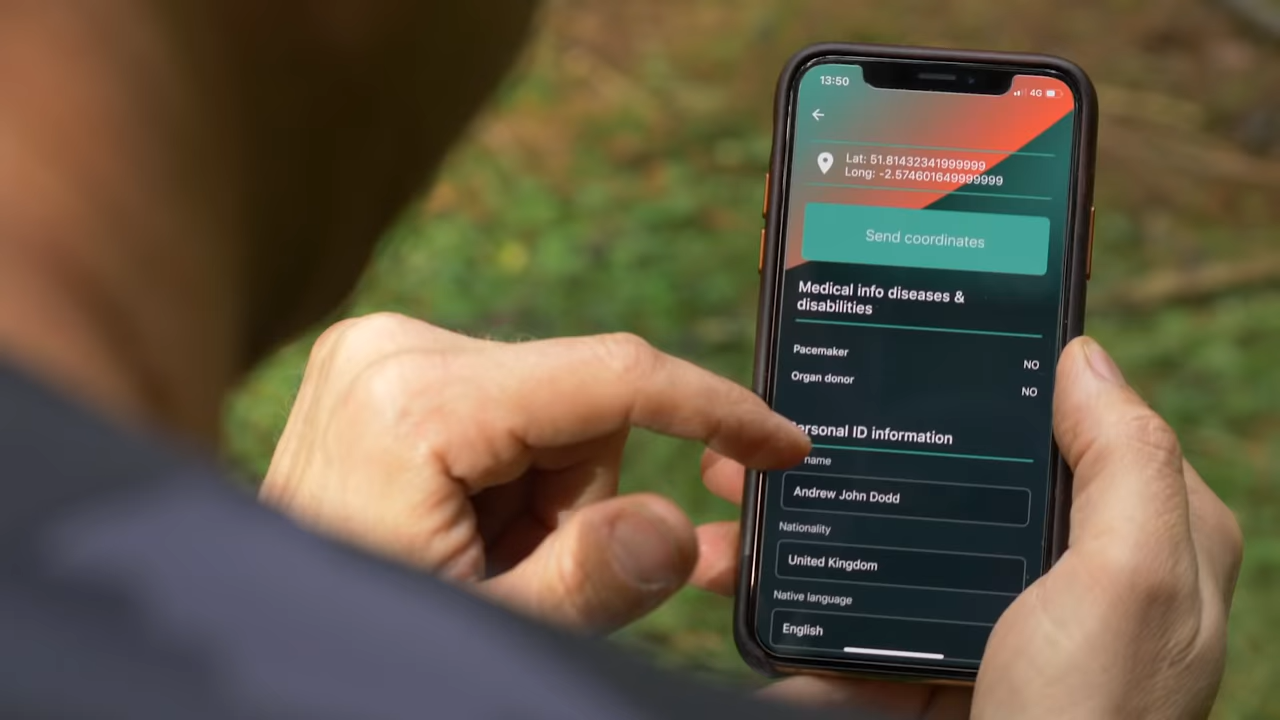 13:50
4G
Lat: 51.81432341999999
Long: -2.574601649999999
Send coordinates
Medical info diseases &
disabilities
Pacemaker
NO
Organ donor
NO
ersonal ID information
name
Andrew John Dodd
Nationality
United Kingdom
Native language
English